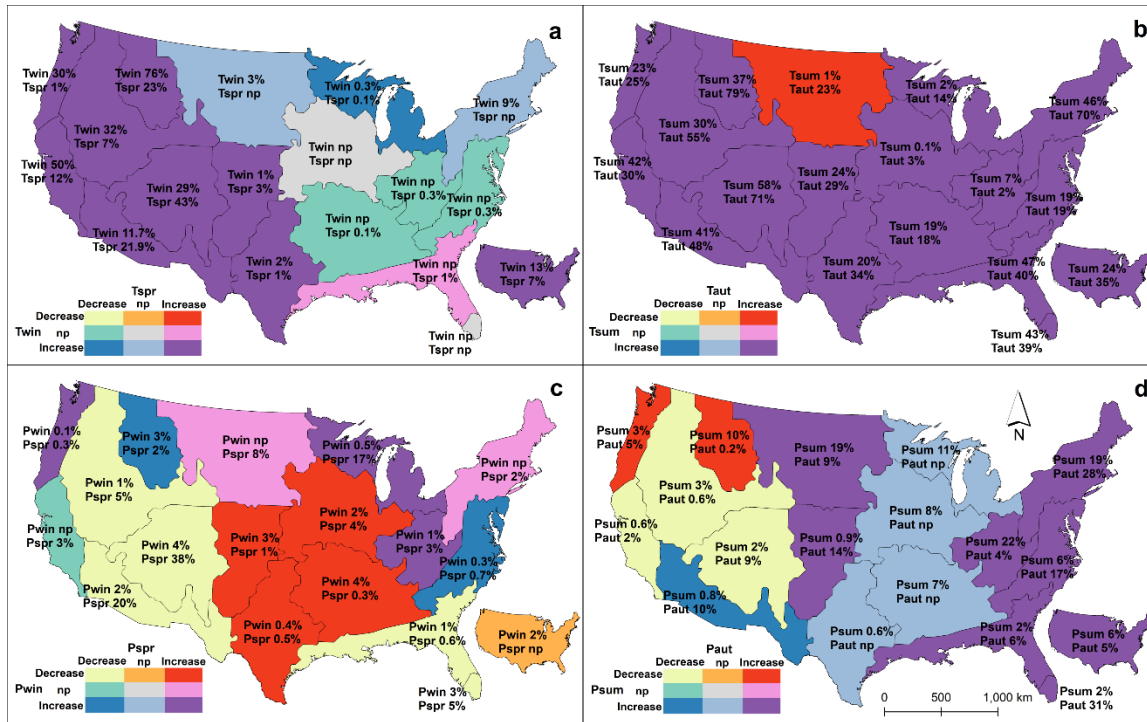 a
Twin 30%
Tspr 1%
Twin 76%
Tspr 23%
Twin 3%
Tspr np
Twin 0.3%
Tspr 0.1%
Twin 9%
Tspr np
Twin 32%
Tspr 7%
Twin np
Tspr np
Twin 50%
Tspr 12%
Twin 1%
Tspr 3%
Twin np
Tspr 0.3%
Twin np
Tspr 0.3%
Twin 29%
Tspr 43%
Twin np
Tspr 0.1%
Twin 11.7%
Tspr 21.9%
Twin 2%
Tspr 1%
Twin np
Tspr 1%
Twin 13%
Tspr 7%
Twin np
Tspr np
Tspr
Decrease np Increase
Decrease
Twin np
Increase
b
Tsum 23%
Taut 25%
Tsum 37%
Taut 79%
Tsum 1%
Taut 23%
Tsum 2%
Taut 14%
Tsum 46%
Taut 70%
Tsum 30%
Taut 55%
Tsum 0.1%
Taut 3%
Tsum 42%
Taut 30%
Tsum 24%
Taut 29%
Tsum 7%
Taut 2%
Tsum 19%
Taut 19%
Tsum 58%
Taut 71%
Tsum 19%
Taut 18%
Tsum 41%
Taut 48%
Tsum 20%
Taut 34%
Tsum 47%
Taut 40%
Tsum 24%
Taut 35%
Tsum 43%
Taut 39%
Taut
Decrease np Increase
Decrease
Tsum np
Increase
c
Pwin 0.1%
Pspr 0.3%
Pwin 3%
Pspr 2%
Pwin np
Pspr 8%
Pwin 0.5%
Pspr 17%
Pwin np
Pspr 2%
Pwin 1%
Pspr 5%
Pwin 2%
Pspr 4%
Pwin np
Pspr 3%
Pwin 3%
Pspr 1%
Pwin 1%
Pspr 3%
Pwin 0.3%
Pspr 0.7%
Pwin 4%
Pspr 38%
Pwin 4%
Pspr 0.3%
Pwin 2%
Pspr 20%
Pwin 0.4%
Pspr 0.5%
Pwin 1%
Pspr 0.6%
Pwin 2%
Pspr np
Pwin 3%
Pspr 5%
Pspr
Decrease np Increase
Decrease
Pwin np
Increase
d
N
Psum 3%
Paut 5%
Psum 10%
Paut 0.2%
Psum 19%
Paut 9%
Psum 11%
Paut np
Psum 19%
Paut 28%
Psum 3%
Paut 0.6%
Psum 8%
Paut np
Psum 0.6%
Paut 2%
Psum 0.9%
Paut 14%
Psum 22%
Paut 4%
Psum 6%
Paut 17%
Psum 2%
Paut 9%
Psum 7%
Paut np
Psum 0.8%
Paut 10%
Psum 0.6%
Paut np
Psum 2%
Paut 6%
Psum 6%
Paut 5%
Psum 2%
Paut 31%
Paut
Decrease np Increase
Decrease
Psum np
Increase
0 500 1,000 km